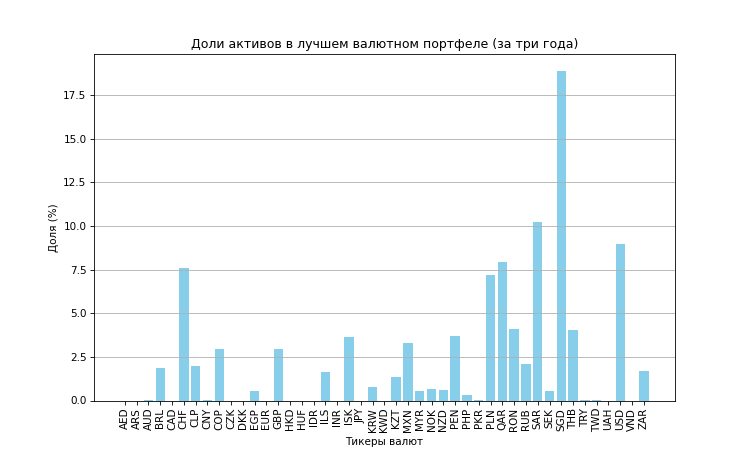 Доли активов в лучшем валютном портфеле (за три года)
Доля (%)
17.5
15.0
12.5
10.0
7.5
5.0
2.5
0.0
AED
ARS
AUD
BRL
CAD
CHF
CLP
CNY
COP
CZK
DKK
EGP
EUR
GBP
HKD
HUF
IDR
ILS
INR
ISK
JPY
KRW
KWD
KZT
MXN
MYR
NOK
NZD
PEN
PHP
PKR
PLN
QAR
RON
RUB
SAR
SEK
SGD
THB
TRY
TWD
UAH
USD
VND
ZAR
Тикеры валют